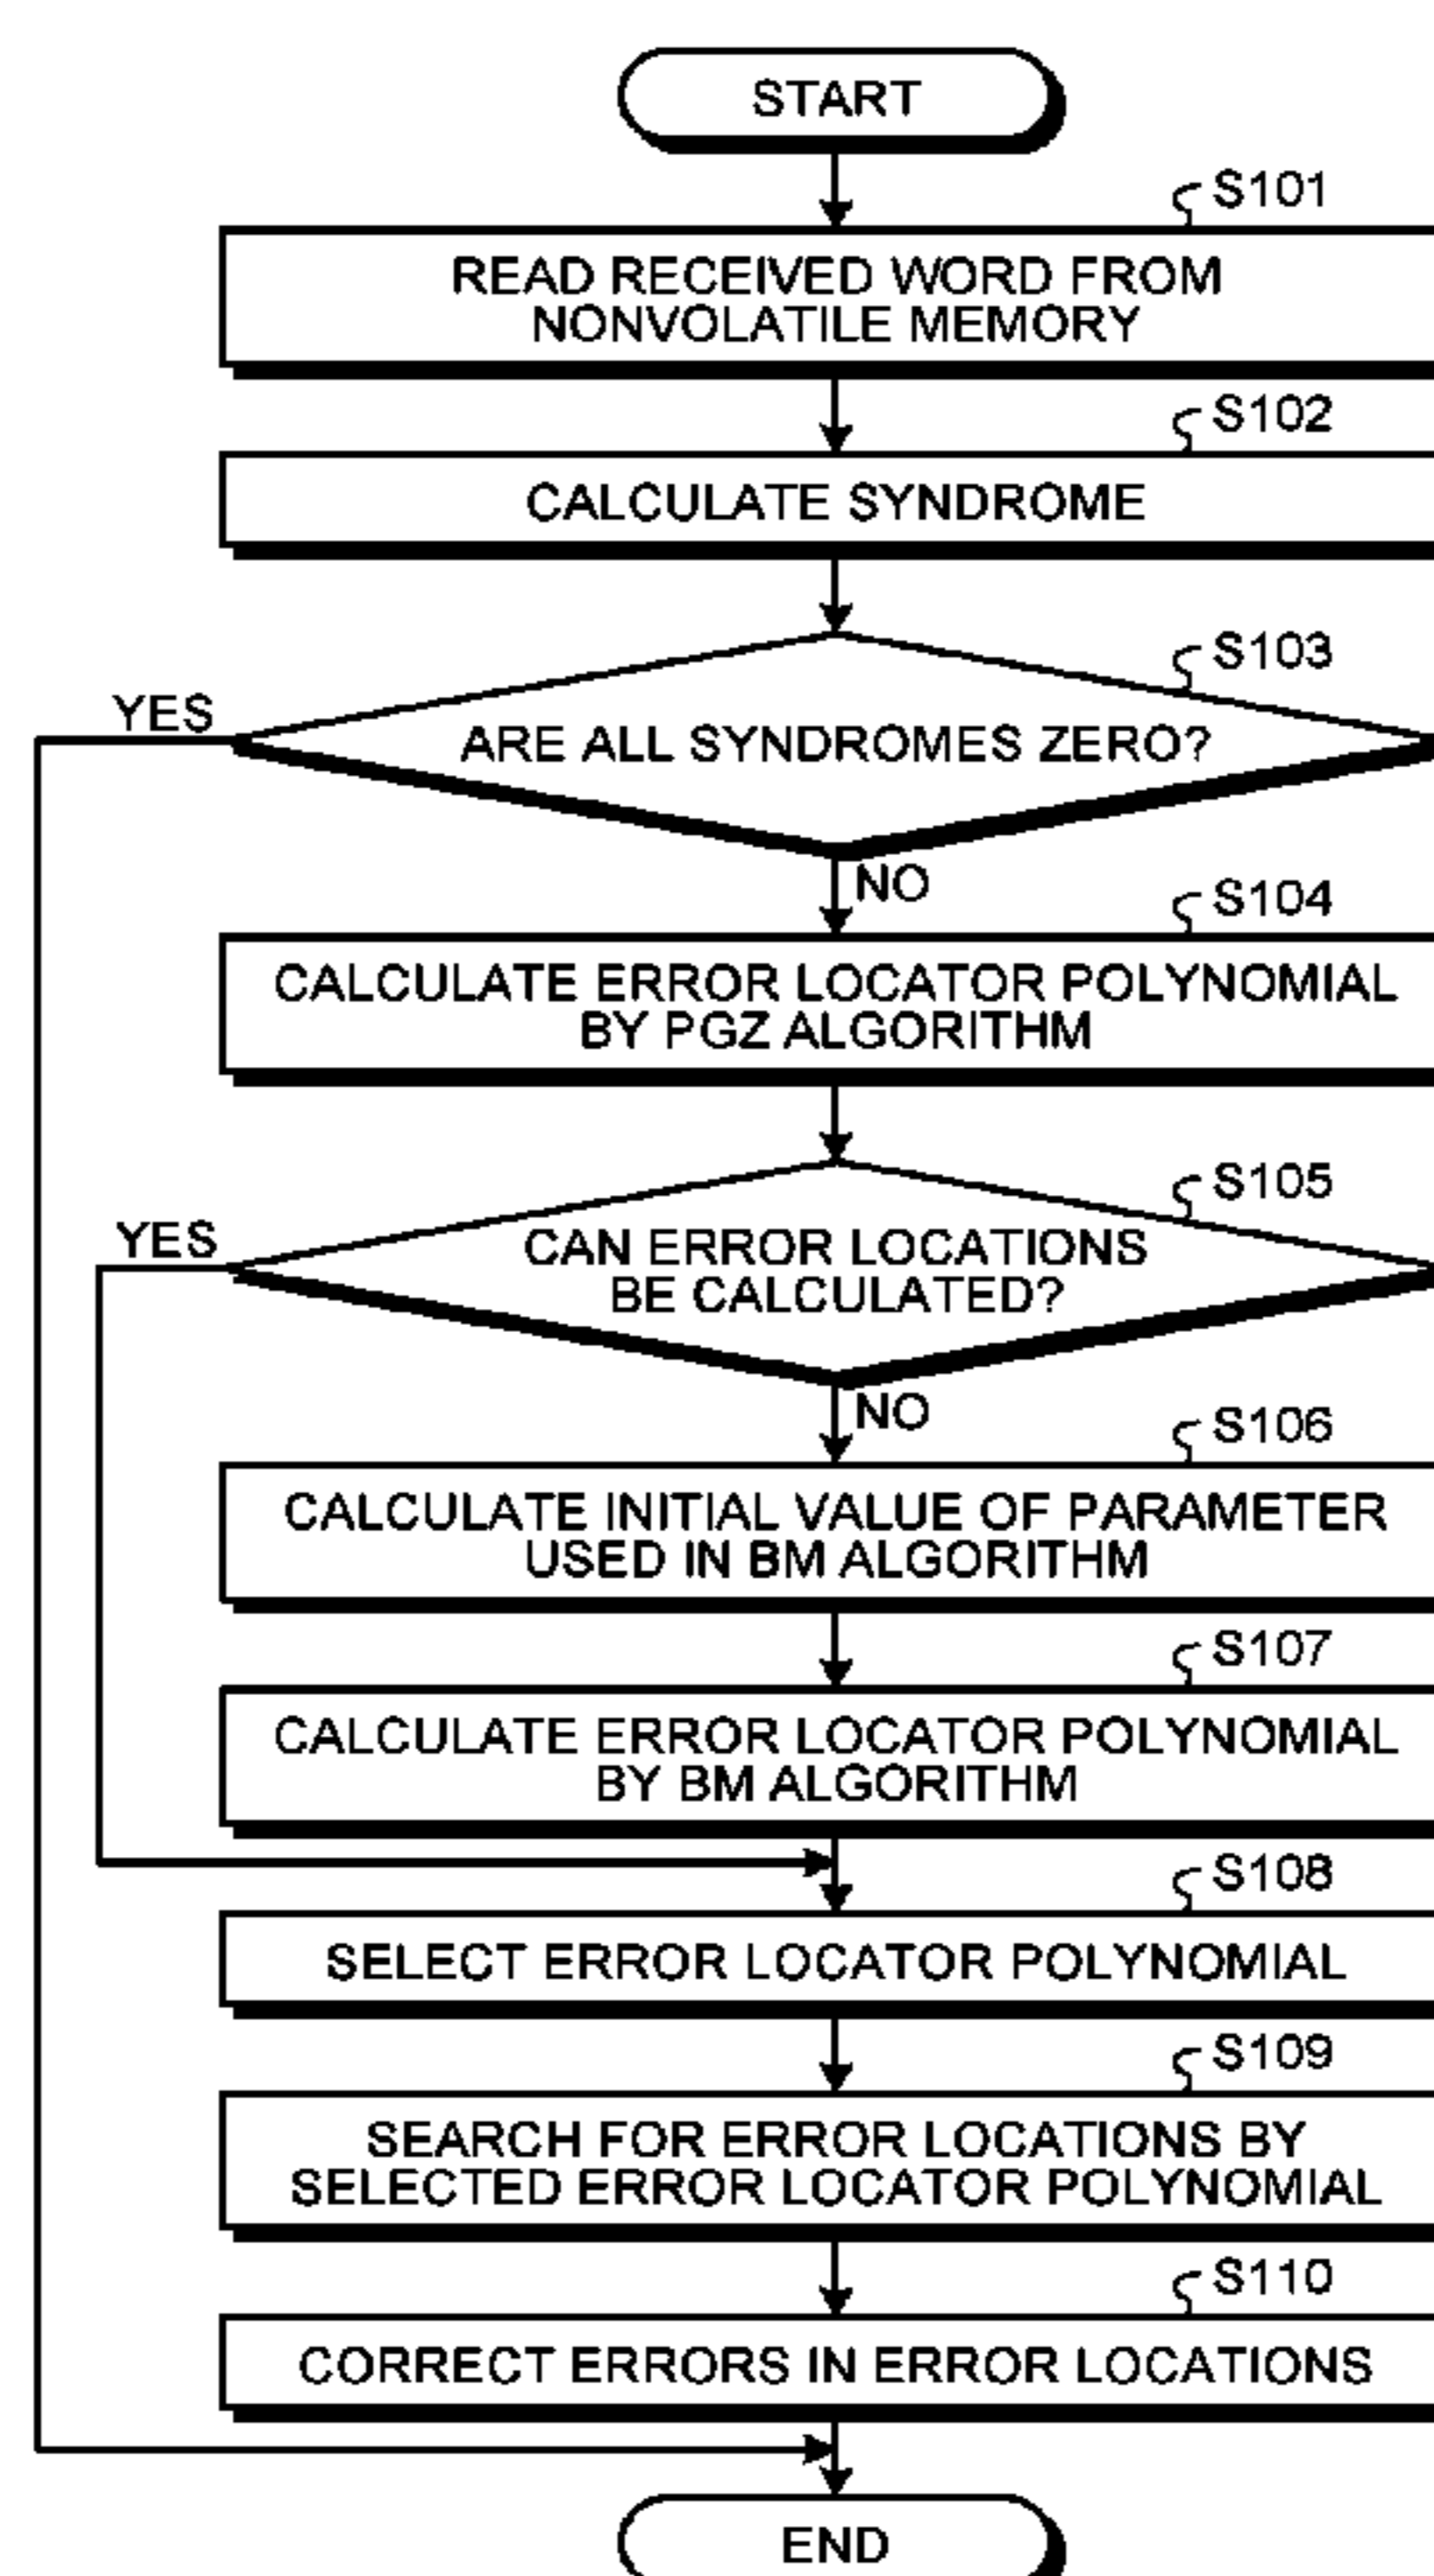 START
S101
READ RECEIVED WORD FROM
NONVOLATILE MEMORY
S102
CALCULATE SYNDROME
S103
YES
ARE ALL SYNDROMES ZERO?
NO
S104
CALCULATE ERROR LOCATOR POLYNOMIAL
BY PGZ ALGORITHM
S105
YES
CAN ERROR LOCATIONS
BE CALCULATED?
NO
S106
CALCULATE INITIAL VALUE OF PARAMETER
USED IN BM ALGORITHM
S107
CALCULATE ERROR LOCATOR POLYNOMIAL
BY BM ALGORITHM
S108
SELECT ERROR LOCATOR POLYNOMIAL
S109
SEARCH FOR ERROR LOCATIONS BY
SELECTED ERROR LOCATOR POLYNOMIAL
S110
CORRECT ERRORS IN ERROR LOCATIONS
END